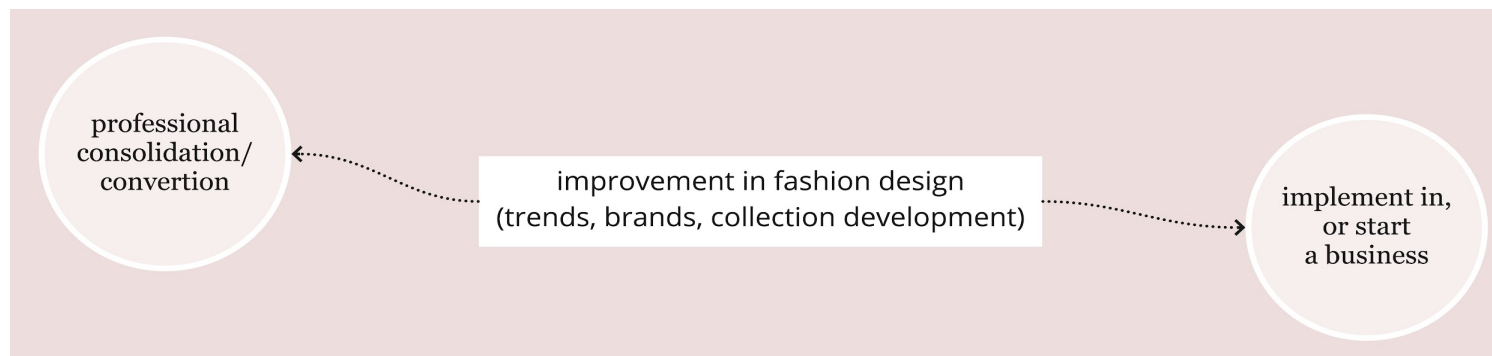 professional
consolidation/
convertion
improvement in fashion design
(trends, brands, collection development)
implement in,
or start
a business